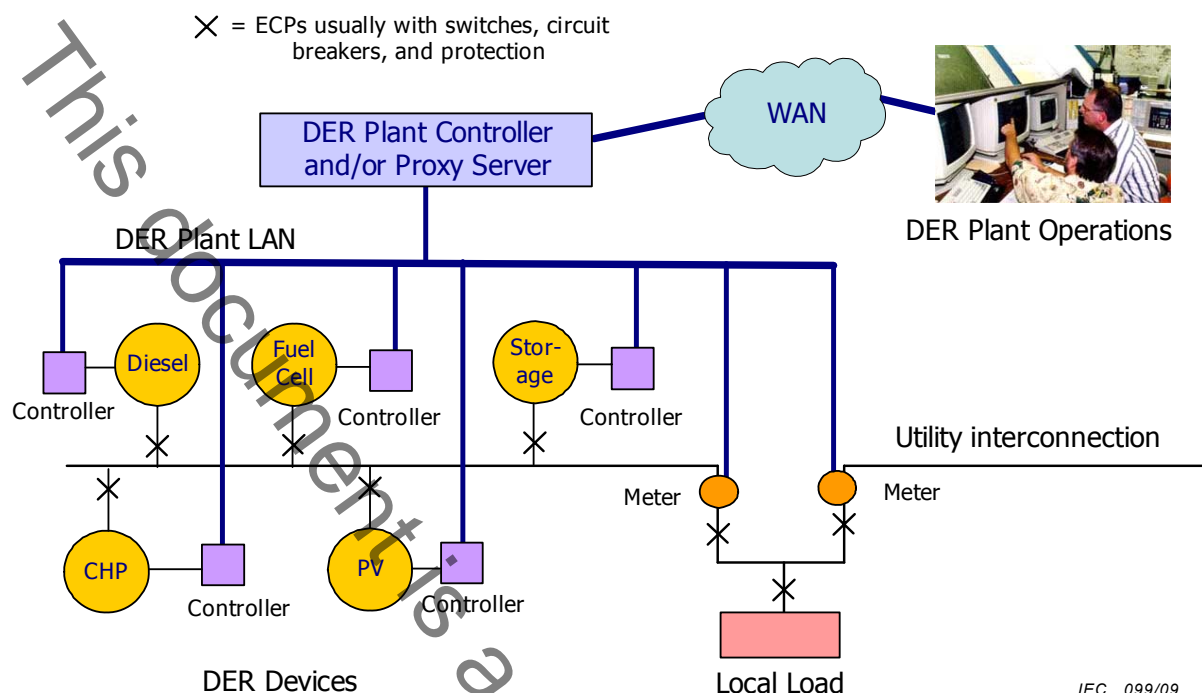 = ECPs usually with switches, circuit
breakers, and protection
WAN
DER Plant Controller
and/or Proxy Server
DER Plant Operations
DER Plant LAN
Diesel
Fuel
Cell
Stor-
age
Controller
Controller
Controller
Utility interconnection
Meter
Meter
CHP
PV
Controller
Controller
DER Devices
Local Load
IEC 099/09
This document is a